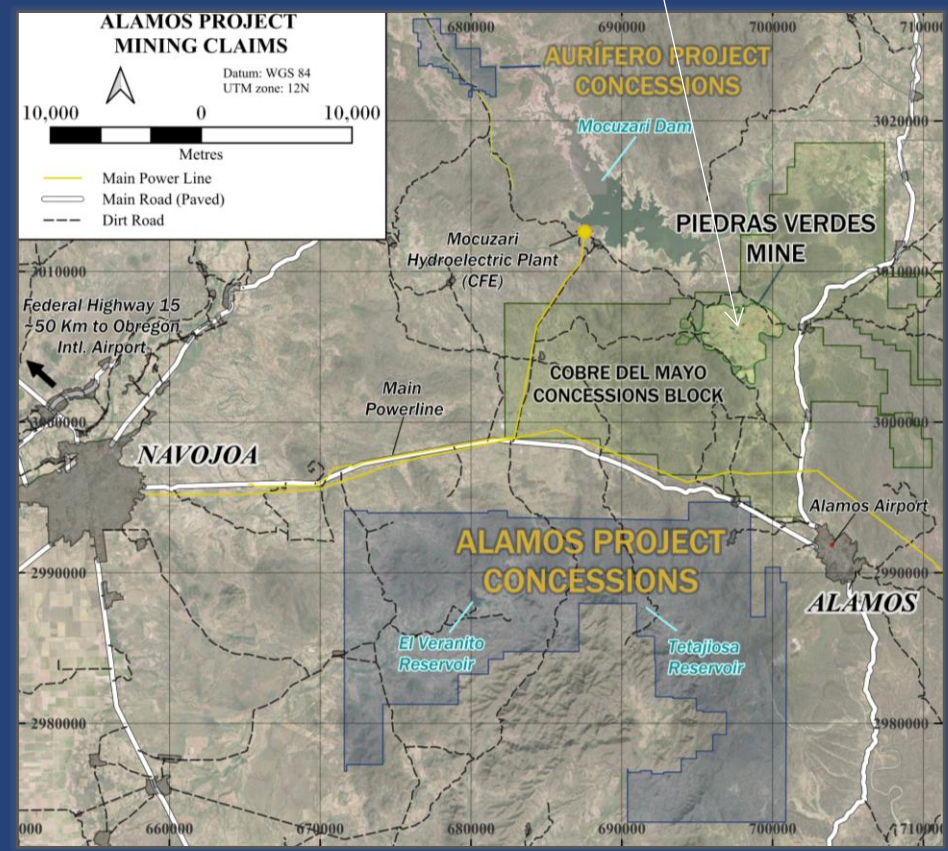 ALAMOS PROJECT
MINING CLAIMS
Datum: WGS 84
UTM zone: 12N
10,000 0 10,000
Metres
Main Power Line
Main Road (Paved)
Dirt Road
680000 690000 700000 71000
AURÍFERO PROJECT
CONCESSIONS
3020000 3020000
Mocuzari Dam
PIEDRAS VERDES
MINE
Mocuzari
Hydroelectric Plant
(CFE)
3010000 3010000
Federal Highway 15
~50 Km to Obregon
Intl. Airport
COBRE DEL MAYO
CONCESSIONS BLOCK
Main
Powerline
3000000 3000000
NAVOJOA
Alamos Airport
ALAMOS PROJECT
CONCESSIONS
2990000 2990000
ALAMOS
El Veranito
Reservoir
Tetajiosa
Reservoir
2980000 2980000
000 660000 670000 680000 690000 700000 71000